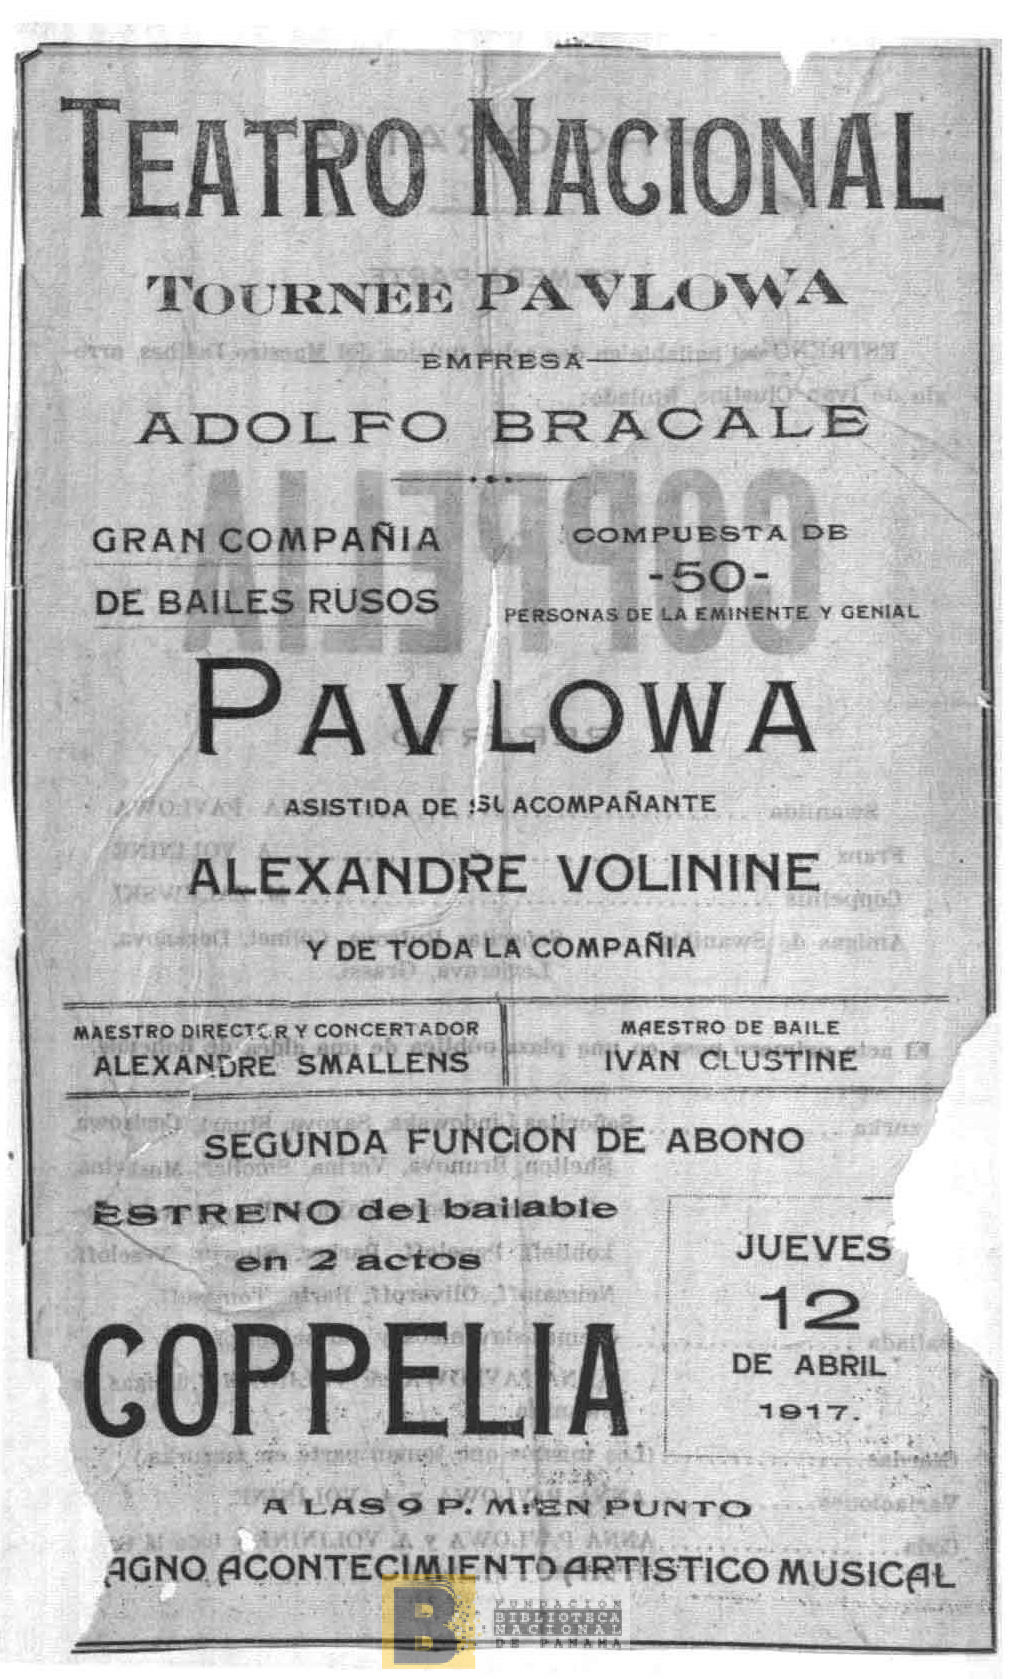 TEATRO NACIONAL
TOURNEE PAVLOWA
EMPRESA
ADOLFO BRACALE
GRAN COMPAÑIA
DE BAILES RUSOS
COMPUESTA DE
-50-
PERSONAS DE LA EMINENTE Y GENIAL
PAVLOWA
ASISTIDA DE SU ACOMPAÑANTE
ALEXANDRE VOLININE
Y DE TODA LA COMPAÑIA
MAESTRO DIRECTOR Y CONCERTADOR
ALEXANDRE SMALLENS
MAESTRO DE BAILE
IVAN CLUSTINE
SEGUNDA FUNCION DE ABONO
ESTRENO del bailable
en 2 actos
COPPELIA
JUEVES
12
DE ABRIL
1917.
A LAS 9 P. M. EN PUNTO
AGNO ACONTECIMIENTO ARTISTICO MUSICAL
B
FUNDACION
BIBLIOTECA
NACIONAL
DE PANAMA